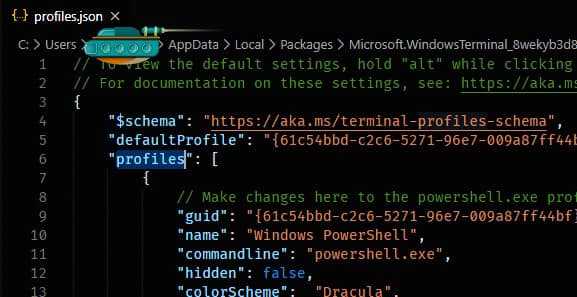 profiles.json
C: > Users > AppData > Local > Packages > Microsoft.WindowsTerminal_8wekyb3d8
1 // To view the default settings, hold "alt" while clicking
2 // For documentation on these settings, see: https://aka.ms
3 {
4 "$schema": "https://aka.ms/terminal-profiles-schema",
5 "defaultProfile": "{61c54bbd-c2c6-5271-96e7-009a87ff44b
6 "profiles": [
7 {
8 // Make changes here to the powershell.exe prof
9 "guid": "{61c54bbd-c2c6-5271-96e7-009a87ff44bf}
10 "name": "Windows PowerShell",
11 "commandline": "powershell.exe",
12 "hidden": false,
13 "colorScheme": "Dracula",